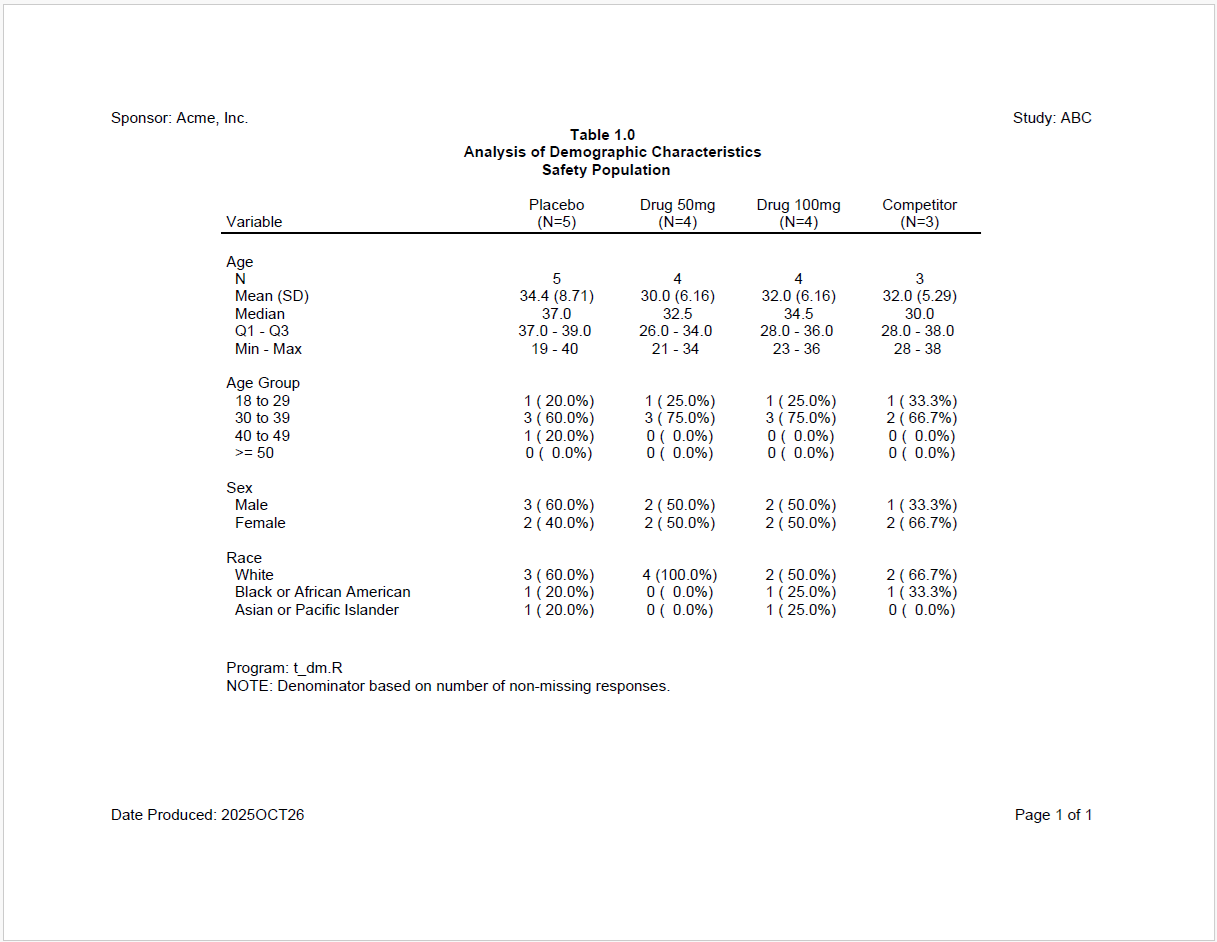 Sponsor: Acme, Inc. Study: ABC
Table 1.0
Analysis of Demographic Characteristics
Safety Population
Placebo Drug 50mg Drug 100mg Competitor
Variable (N=5) (N=4) (N=4) (N=3)
Age
N 5 4 4 3
Mean (SD) 34.4 (8.71) 30.0 (6.16) 32.0 (6.16) 32.0 (5.29)
Median 37.0 32.5 34.5 30.0
Q1 - Q3 37.0 - 39.0 26.0 - 34.0 28.0 - 36.0 28.0 - 38.0
Min - Max 19 - 40 21 - 34 23 - 36 28 - 38
Age Group
18 to 29 1 ( 20.0%) 1 ( 25.0%) 1 ( 25.0%) 1 ( 33.3%)
30 to 39 3 ( 60.0%) 3 ( 75.0%) 3 ( 75.0%) 2 ( 66.7%)
40 to 49 1 ( 20.0%) 0 (  0.0%) 0 (  0.0%) 0 (  0.0%)
>= 50 0 (  0.0%) 0 (  0.0%) 0 (  0.0%) 0 (  0.0%)
Sex
Male 3 ( 60.0%) 2 ( 50.0%) 2 ( 50.0%) 1 ( 33.3%)
Female 2 ( 40.0%) 2 ( 50.0%) 2 ( 50.0%) 2 ( 66.7%)
Race
White 3 ( 60.0%) 4 (100.0%) 2 ( 50.0%) 2 ( 66.7%)
Black or African American 1 ( 20.0%) 0 (  0.0%) 1 ( 25.0%) 1 ( 33.3%)
Asian or Pacific Islander 1 ( 20.0%) 0 (  0.0%) 1 ( 25.0%) 0 (  0.0%)
Program: t_dm.R
NOTE: Denominator based on number of non-missing responses.
Date Produced: 2025OCT26 Page 1 of 1